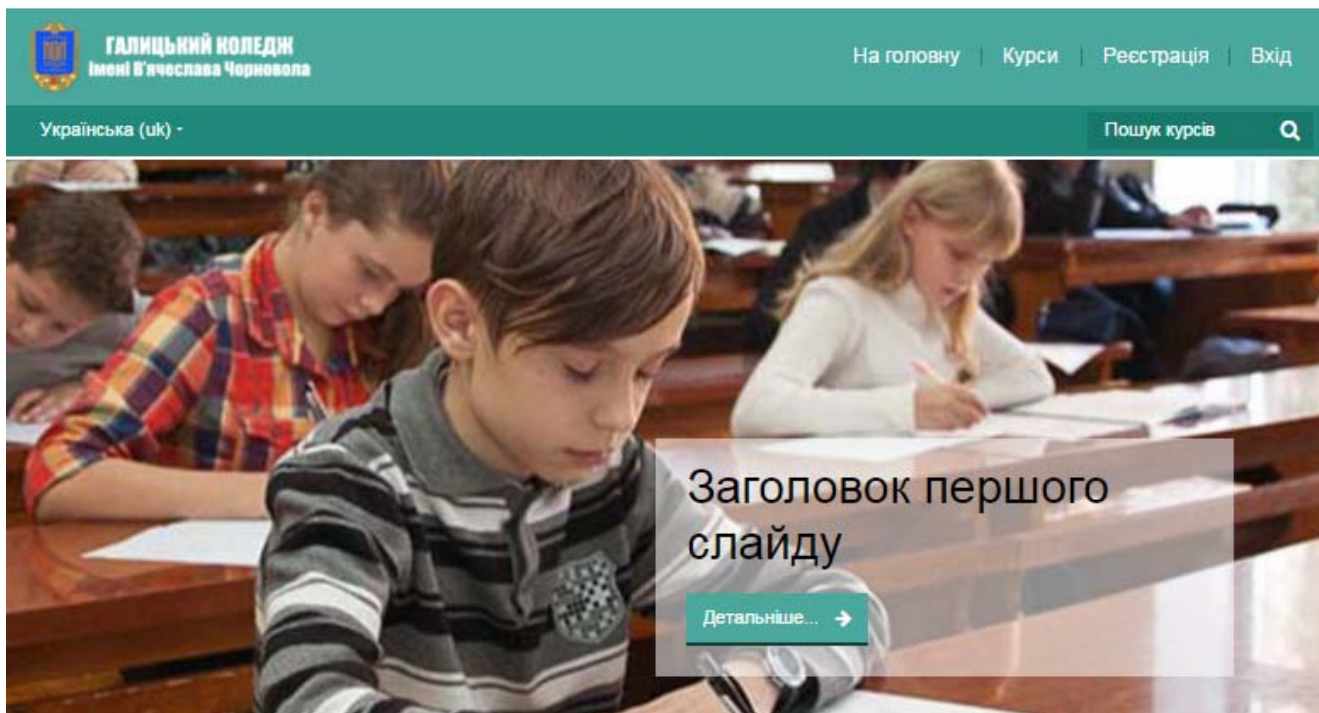 ГАЛИЦЬКИЙ КОЛЕДЖ
імені В'ячеслава Чорновола
На головну | Курси | Реєстрація | Вхід
Українська (uk)
Пошук курсів
Заголовок першого
слайду
Детальніше...